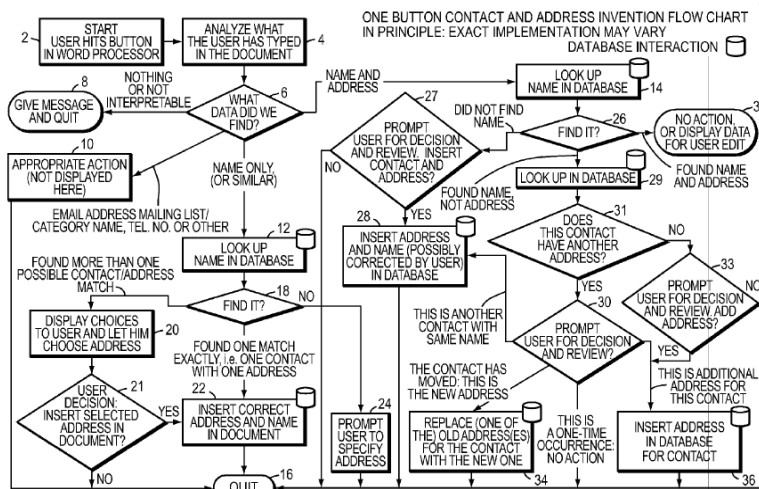 ONE BUTTON CONTACT AND ADDRESS INVENTION FLOW CHART
IN PRINCIPLE: EXACT IMPLEMENTATION MAY VARY
DATABASE INTERACTION
2
START
USER HITS BUTTON
IN WORD PROCESSOR
4
ANALYZE WHAT
THE USER HAS TYPED
IN THE DOCUMENT
6
WHAT
DATA DID WE
FIND?
NOTHING
OR NOT
INTERPRETABLE
8
GIVE MESSAGE
AND QUIT
NAME AND
ADDRESS
10
APPROPRIATE ACTION
(NOT DISPLAYED
HERE)
EMAIL ADDRESS MAILING LIST/
CATEGORY NAME, TEL. NO. OR OTHER
NAME ONLY,
(OR SIMILAR)
12
LOOK UP
NAME IN DATABASE
14
LOOK UP
NAME IN DATABASE
26
FIND IT?
DID NOT FIND
NAME
NO ACTION,
OR DISPLAY DATA
FOR USER EDIT
FOUND NAME
AND ADDRESS
FOUND NAME,
NOT ADDRESS
27
PROMPT
USER FOR DECISION
AND REVIEW. INSERT
CONTACT AND
ADDRESS?
NO
YES
28
INSERT ADDRESS
AND NAME (POSSIBLY
CORRECTED BY USER)
IN DATABASE
LOOK UP IN DATABASE
29
31
DOES
THIS CONTACT
HAVE ANOTHER
ADDRESS?
NO
YES
33
PROMPT
USER FOR DECISION
AND REVIEW. ADD
ADDRESS?
NO
YES
30
PROMPT
USER FOR DECISION
AND REVIEW?
THIS IS ANOTHER
CONTACT WITH
SAME NAME
THE CONTACT HAS
MOVED: THIS IS
THE NEW ADDRESS
THIS IS
A ONE-TIME
OCCURRENCE:
NO ACTION
THIS IS ADDITIONAL
ADDRESS FOR
THIS CONTACT
REPLACE (ONE OF
THE) OLD ADDRESS(ES)
FOR THE CONTACT
WITH THE NEW ONE
34
INSERT ADDRESS
IN DATABASE
FOR CONTACT
36
18
FIND IT?
NO
FOUND MORE THAN ONE
POSSIBLE CONTACT/ADDRESS
MATCH
DISPLAY CHOICES
TO USER AND LET HIM
CHOOSE ADDRESS
20
FOUND ONE MATCH
EXACTLY, i.e. ONE CONTACT
WITH ONE ADDRESS
21
USER
DECISION:
INSERT SELECTED
ADDRESS IN
DOCUMENT?
YES
NO
22
INSERT CORRECT
ADDRESS AND NAME
IN DOCUMENT
24
PROMPT
USER TO
SPECIFY
ADDRESS
16
QUIT